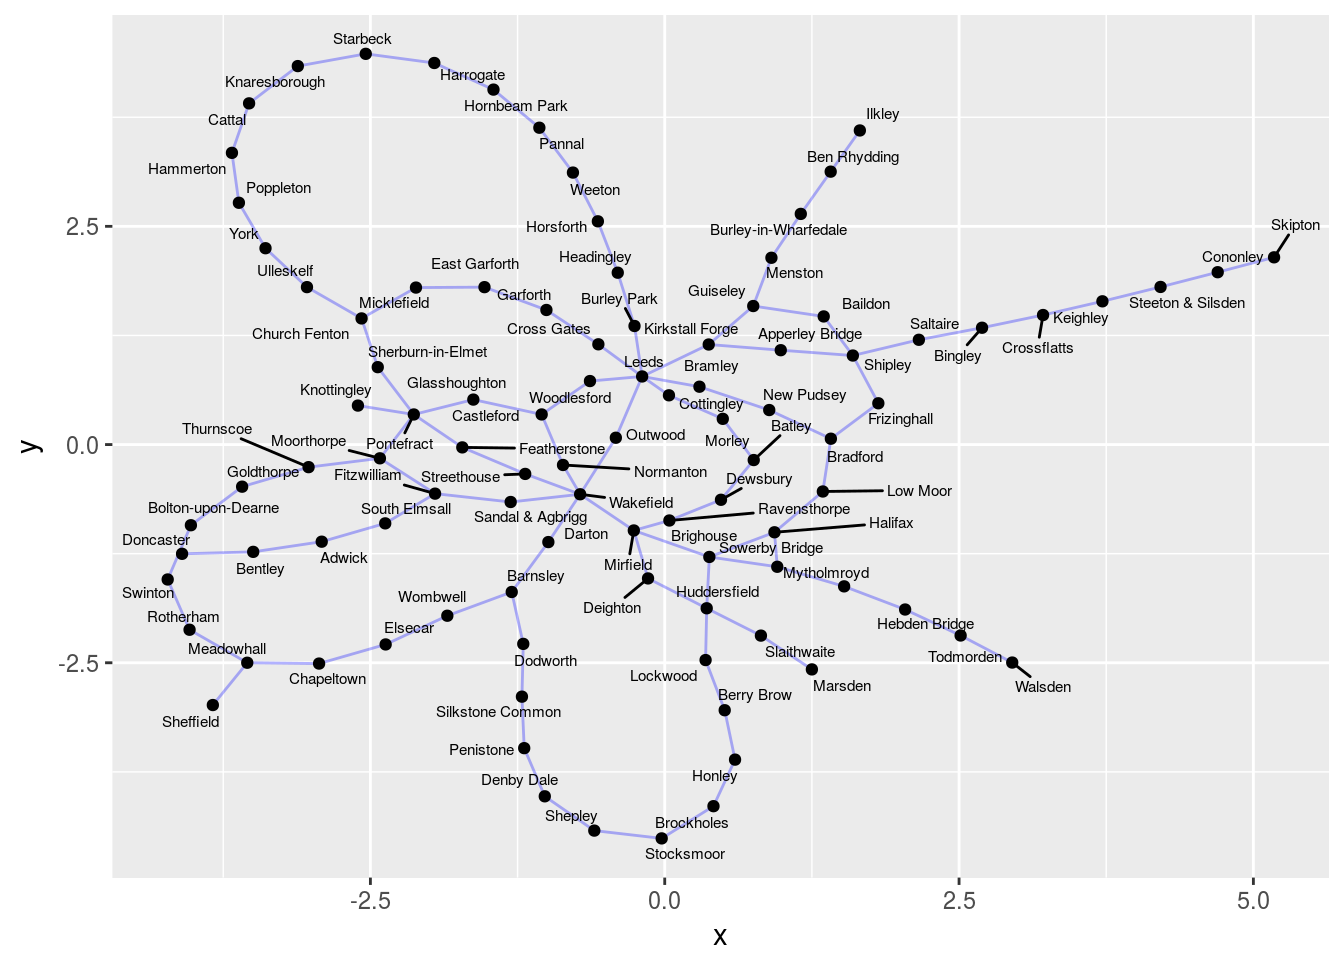 Starbeck
Harrogate
Knaresborough
Hornbeam Park
Cattal
Ilkley
Pannal
Ben Rhydding
Hammerton
Poppleton
Weeton
Skipton
2.5
Horsforth
Burley-in-Wharfedale
York
Headingley
Cononley
East Garforth
Ulleskelf
Menston
Guiseley
Garforth
Burley Park
Micklefield
Baildon
Steeton & Silsden
Keighley
Cross Gates
Kirkstall Forge
Saltaire
Church Fenton
Apperley Bridge
Crossflatts
Sherburn-in-Elmet
Bingley
Leeds
Bramley
Shipley
Glasshoughton
Knottingley
Woodlesford
New Pudsey
Cottingley
Castleford
Frizinghall
Thurnscoe
Batley
Outwood
Moorthorpe
Morley
Pontefract
0.0
Featherstone
y
Bradford
Goldthorpe
Normanton
Fitzwilliam
Streethouse
Dewsbury
Low Moor
Wakefield
Bolton-upon-Dearne
South Elmsall
Ravensthorpe
Sandal & Agbrigg
Halifax
Darton
Brighouse
Doncaster
Sowerby Bridge
Adwick
Mirfield
Bentley
Mytholmroyd
Barnsley
Swinton
Huddersfield
Wombwell
Deighton
Rotherham
Elsecar
Hebden Bridge
Meadowhall
Slaithwaite
Todmorden
-2.5
Dodworth
Lockwood
Chapeltown
Marsden
Walsden
Berry Brow
Silkstone Common
Sheffield
Penistone
Denby Dale
Honley
Shepley
Brockholes
Stocksmoor
-2.5
0.0
2.5
5.0
x